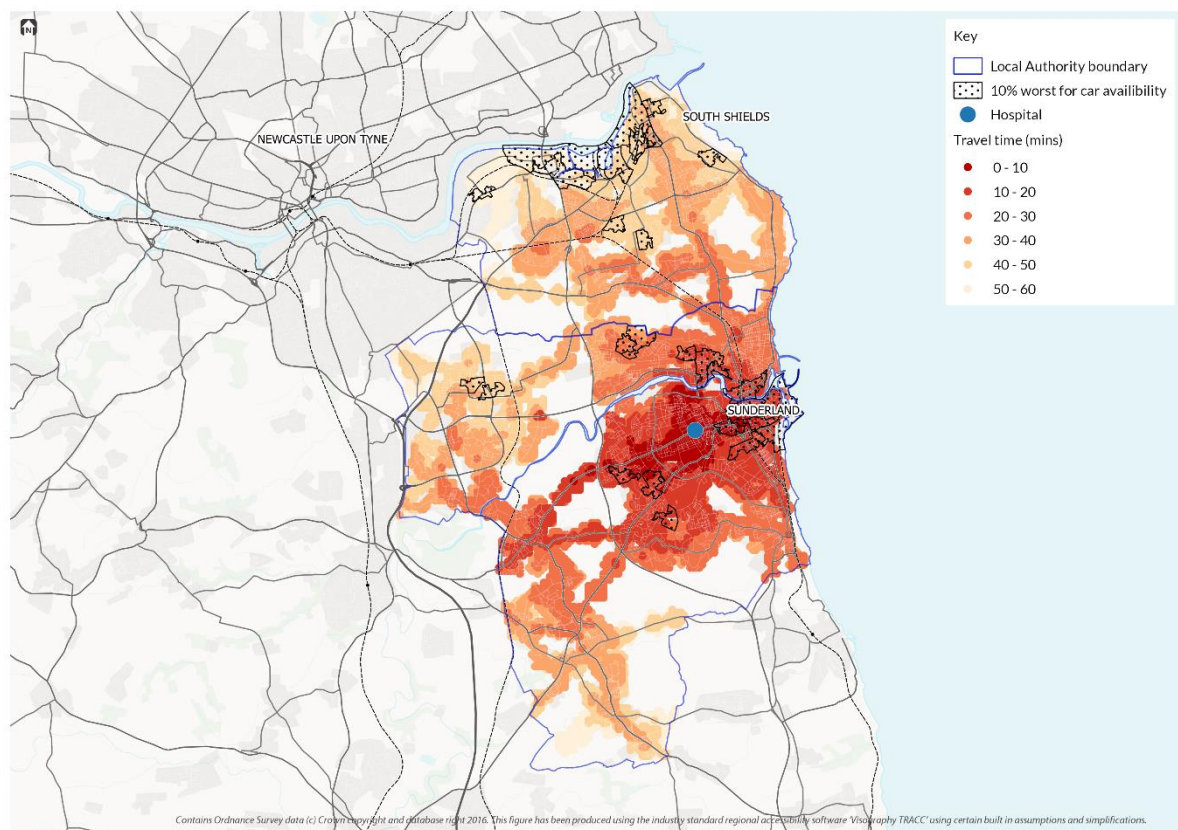 N
NEWCASTLE UPON TYNE
SOUTH SHIELDS
SUNDERLAND
Key
Local Authority boundary
10% worst for car availibility
Hospital
Travel time (mins)
0 - 10
10 - 20
20 - 30
30 - 40
40 - 50
50 - 60
Contains Ordnance Survey data (c) Crown copyright and database right 2016. This figure has been produced using the industry standard regional accessibility software 'Visography TRACC' using certain built in assumptions and simplifications.